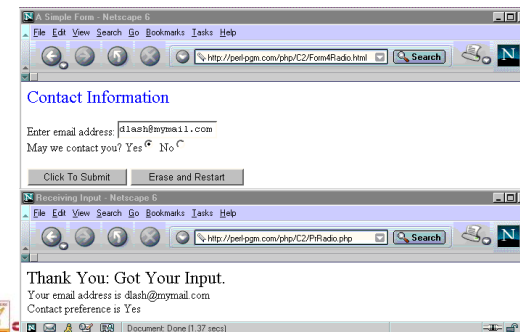 A Simple Form - Netscape 6
File Edit View Search Go Bookmarks Tasks Help
http://perl-pgm.com/php/C2/Form4Radio.html Search N
Contact Information
Enter email address: dlash@mymail.com
May we contact you? Yes No
Click To Submit Erase and Restart
Receiving Input - Netscape 6
File Edit View Search Go Bookmarks Tasks Help
http://perl-pgm.com/php/C2/PrRadio.php Search N
Thank You: Got Your Input.
Your email address is dlash@mymail.com
Contact preference is Yes
Document: Done (1.37 secs)